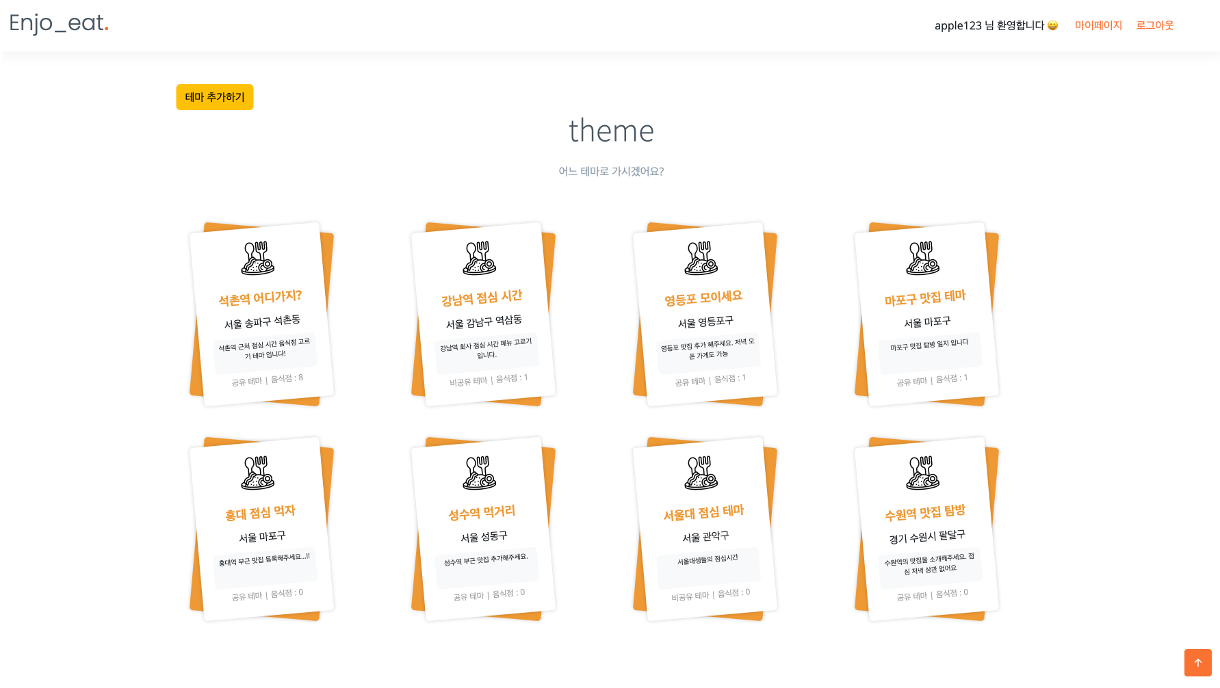 Enjo_eat.
apple123 님 환영합니다 😄 마이페이지 로그아웃
테마 추가하기
theme
어느 테마로 가시겠어요?
석촌역 어디가지?
서울 송파구 석촌동
석촌역 근처 점심 시간 음식점 고르
기 테마 입니다!
공유 테마 | 음식점 : 8
강남역 점심 시간
서울 강남구 역삼동
강남역 회사 점심 시간 메뉴 고르기
입니다.
비공유 테마 | 음식점 : 1
영등포 모이세요
서울 영등포구
영등포 맛집 추가 해주세요. 저녁 오
픈 가게도 가능
공유 테마 | 음식점 : 1
마포구 맛집 테마
서울 마포구
마포구 맛집 탐방 일지 입니다
공유 테마 | 음식점 : 1
홍대 점심 먹자
서울 마포구
홍대역 부근 맛집 등록해주세요...!!
공유 테마 | 음식점 : 0
성수역 먹거리
서울 성동구
성수역 부근 맛집 추가해주세요.
공유 테마 | 음식점 : 0
서울대 점심 테마
서울 관악구
서울대생들의 점심시간
비공유 테마 | 음식점 : 0
수원역 맛집 탐방
경기 수원시 팔달구
수원역의 맛집을 소개해주세요. 점
심 저녁 상관 없어요
공유 테마 | 음식점 : 0